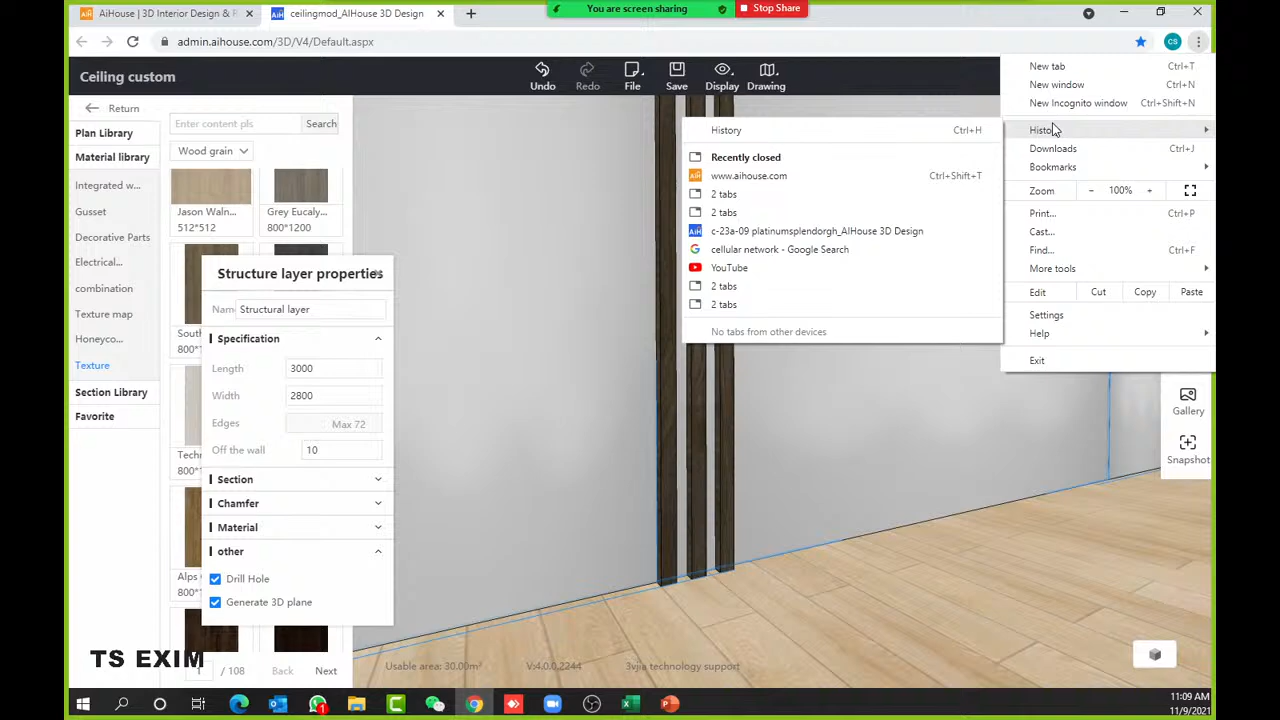 You are screen sharing
Stop Share
AiHouse | 3D Interior Design & R
ceilingmod_AIHouse 3D Design
admin.aihouse.com/3D/V4/Default.aspx
CS
Ceiling custom
Undo
Redo
File
Save
Display
Drawing
Return
Plan Library
Material library
Integrated w...
Gusset
Decorative Parts
Electrical...
combination
Texture map
Honeyco...
Texture
Section Library
Favorite
Enter content pls
Search
Wood grain
Jason Waln...
512*512
Grey Eucaly...
800*1200
South
800*
Techn
800*
Alps
800*
1 / 108
Back
Next
Structure layer properties
Name
Structural layer
Specification
Length
3000
Width
2800
Edges
Max 72
Off the wall
10
Section
Chamfer
Material
other
Drill Hole
Generate 3D plane
History
Ctrl+H
Recently closed
www.aihouse.com
Ctrl+Shift+T
2 tabs
2 tabs
c-23a-09 platinumsplendorgh_AIHouse 3D Design
cellular network - Google Search
YouTube
2 tabs
2 tabs
No tabs from other devices
New tab
Ctrl+T
New window
Ctrl+N
New Incognito window
Ctrl+Shift+N
History
Downloads
Ctrl+J
Bookmarks
Zoom
- 100% +
Print...
Ctrl+P
Cast...
Find...
Ctrl+F
More tools
Edit
Cut
Copy
Paste
Settings
Help
Exit
Gallery
Snapshot
Usable area: 30.00m²
V:4.0.0.2244
3vjia technology support
TS EXIM
11:09 AM
11/9/2021